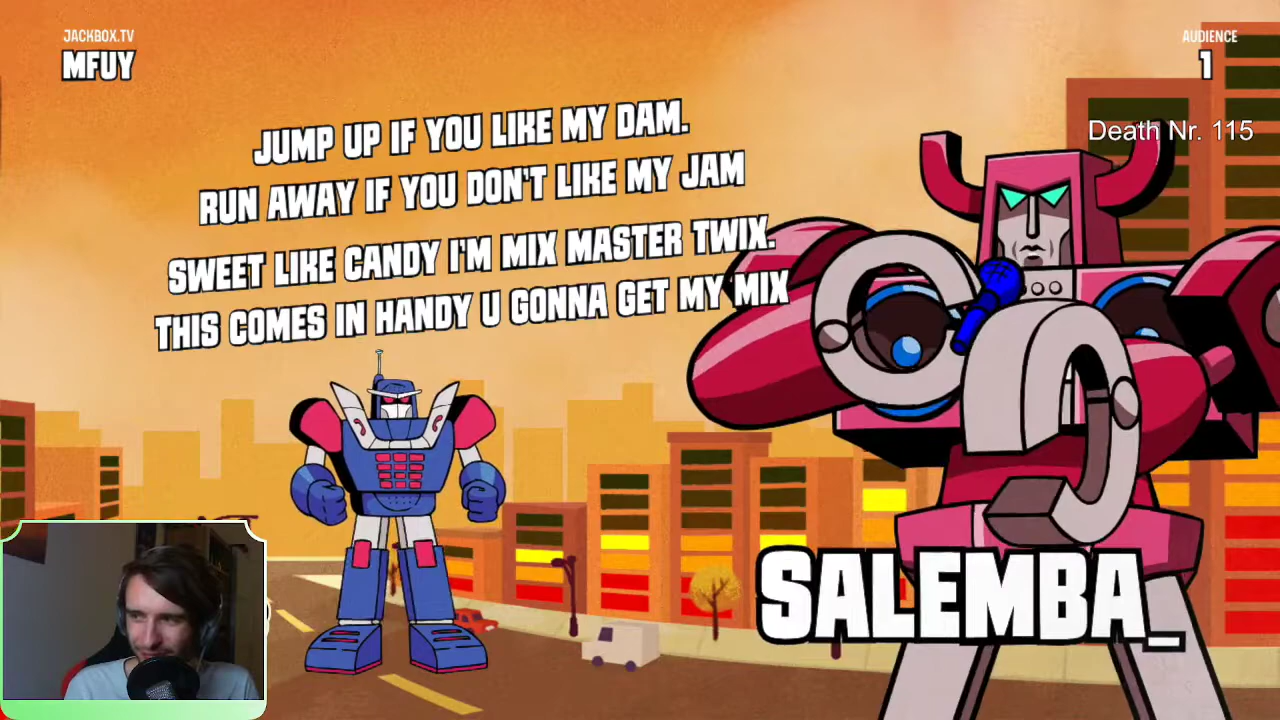 JACKBOX.TV
MFUY
AUDIENCE
1
Death Nr. 115
JUMP UP IF YOU LIKE MY DAM.
RUN AWAY IF YOU DON'T LIKE MY JAM
SWEET LIKE CANDY I'M MIX MASTER TWIX.
THIS COMES IN HANDY U GONNA GET MY MIX
SALEMBA_